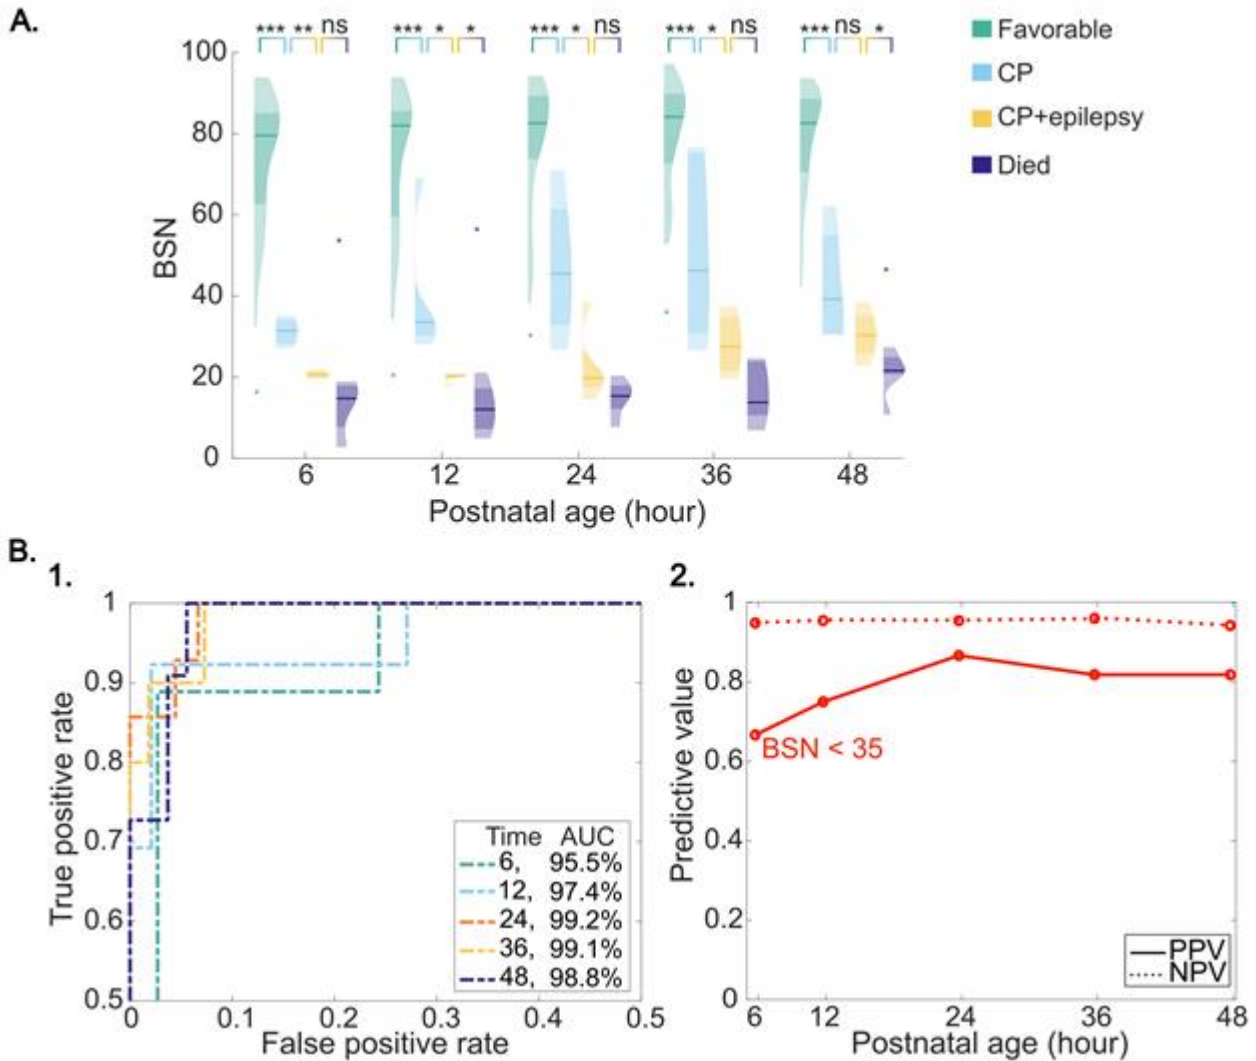 A.
*** ** ns
*** * *
*** * ns
*** * ns
*** ns *
Favorable
CP
CP+epilepsy
Died
100
80
60
40
20
0
BSN
6 12 24 36 48
Postnatal age (hour)
B.
1.
1
0.9
0.8
0.7
0.6
0.5
True positive rate
Time AUC
6, 95.5%
12, 97.4%
24, 99.2%
36, 99.1%
48, 98.8%
0 0.1 0.2 0.3 0.4 0.5
False positive rate
2.
1
0.8
0.6
0.4
0.2
0
Predictive value
BSN < 35
PPV
NPV
6 12 24 36 48
Postnatal age (hour)